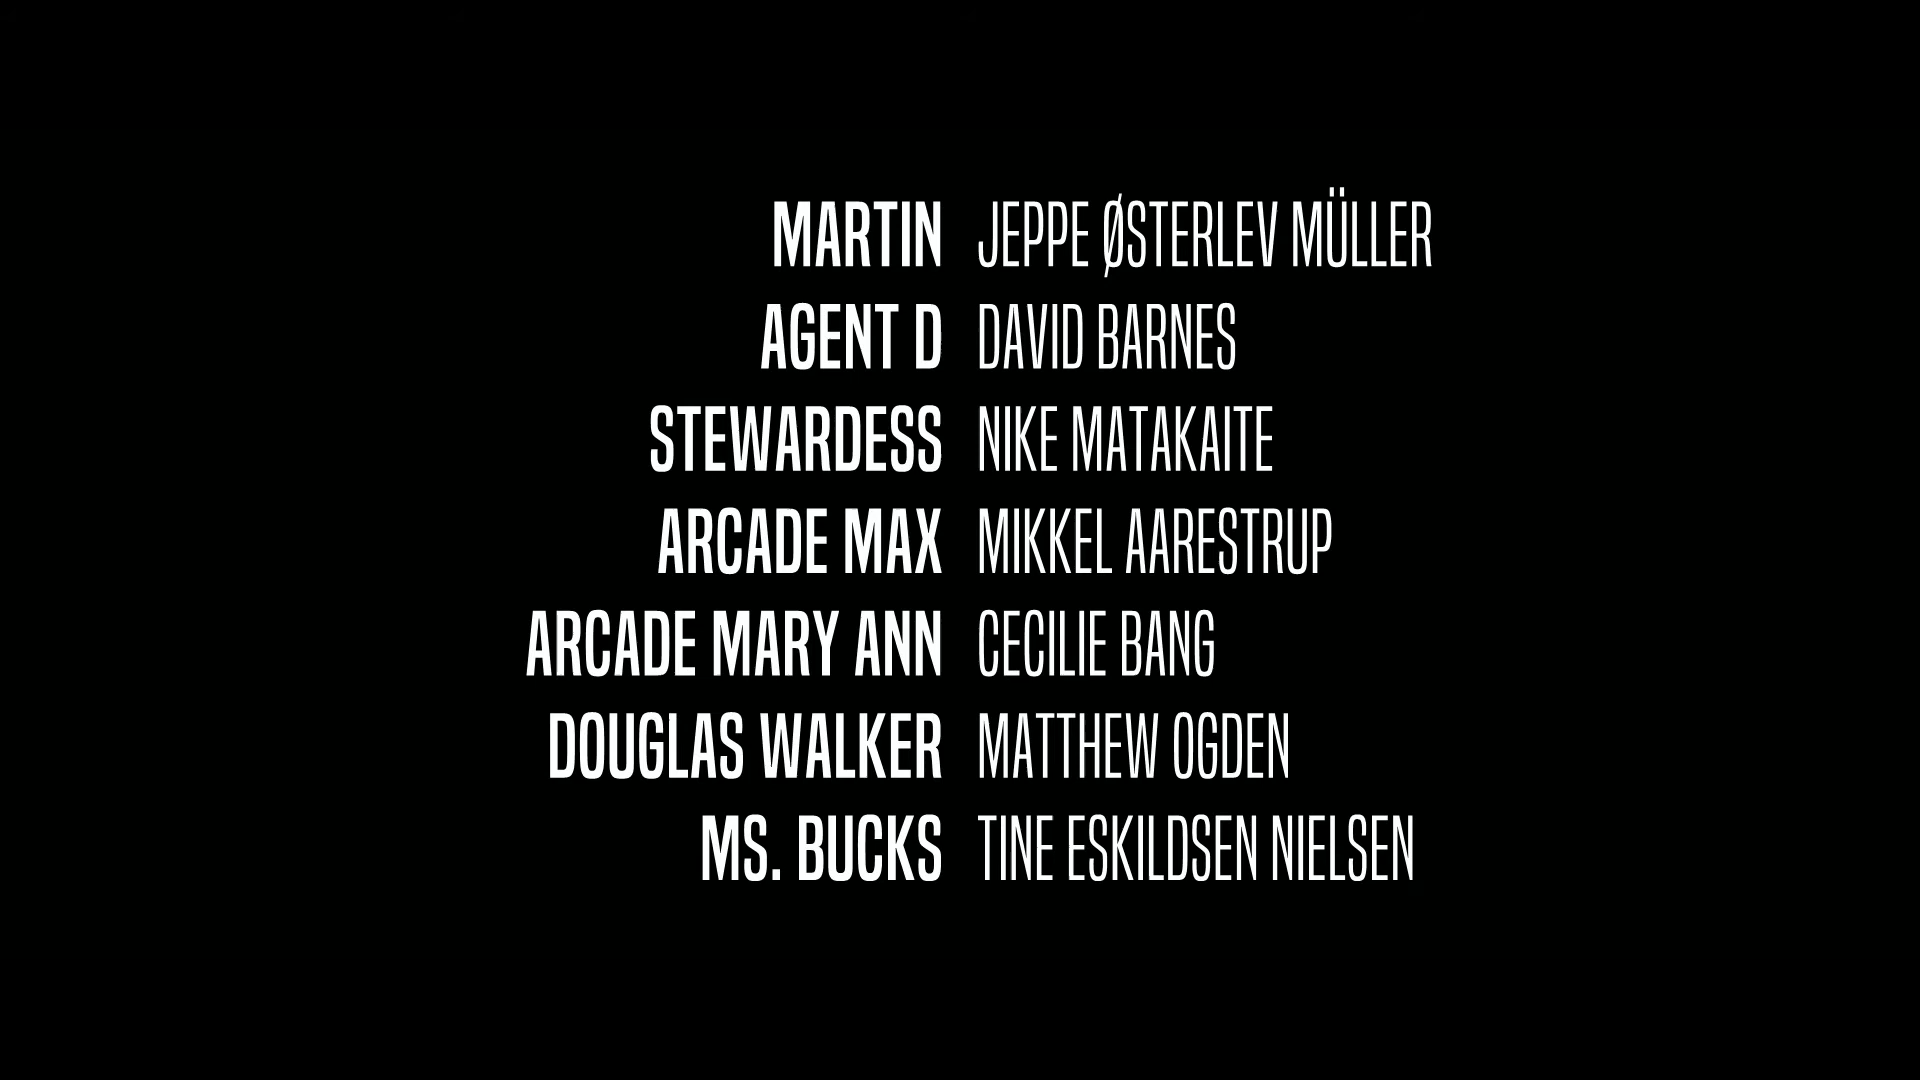 MARTIN JEPPE ØSTERLEV MÜLLER
AGENT D DAVID BARNES
STEWARDESS NIKE MATAKAITE
ARCADE MAX MIKKEL AARESTRUP
ARCADE MARY ANN CECILIE BANG
DOUGLAS WALKER MATTHEW OGDEN
MS. BUCKS TINE ESKILDSEN NIELSEN